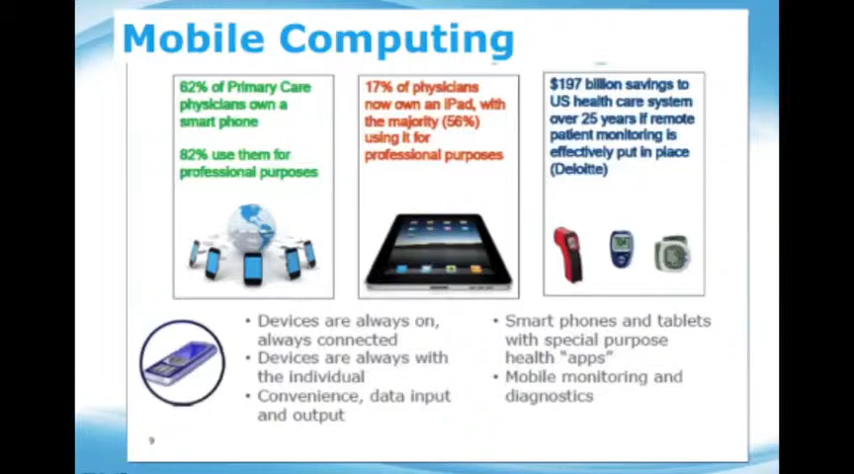 Mobile Computing
62% of Primary Care
physicians own a
smart phone
82% use them for
professional purposes
17% of physicians
now own an iPad, with
the majority (56%)
using it for
professional purposes
$197 billion savings to
US health care system
over 25 years if remote
patient monitoring is
effectively put in place
(Deloitte)
• Devices are always on,
always connected
• Devices are always with
the individual
• Convenience, data input
and output
• Smart phones and tablets
with special purpose
health “apps”
• Mobile monitoring and
diagnostics
9